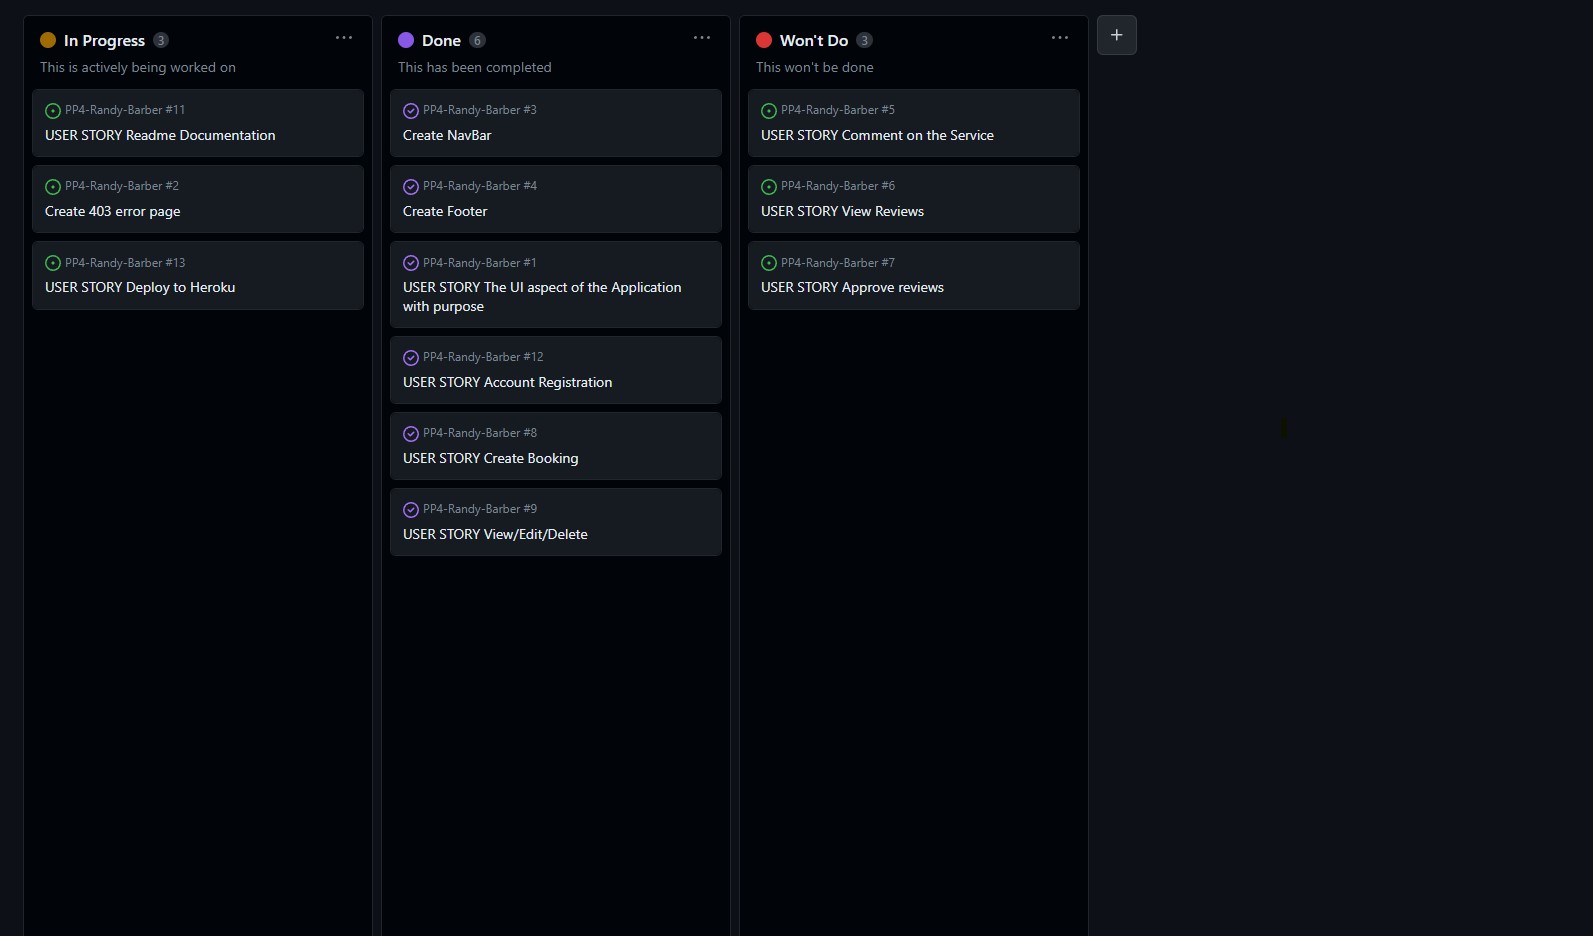 In Progress 3
This is actively being worked on
PP4-Randy-Barber #11
USER STORY Readme Documentation
PP4-Randy-Barber #2
Create 403 error page
PP4-Randy-Barber #13
USER STORY Deploy to Heroku
Done 6
This has been completed
PP4-Randy-Barber #3
Create NavBar
PP4-Randy-Barber #4
Create Footer
PP4-Randy-Barber #1
USER STORY The UI aspect of the Application
with purpose
PP4-Randy-Barber #12
USER STORY Account Registration
PP4-Randy-Barber #8
USER STORY Create Booking
PP4-Randy-Barber #9
USER STORY View/Edit/Delete
Won't Do 3
This won't be done
PP4-Randy-Barber #5
USER STORY Comment on the Service
PP4-Randy-Barber #6
USER STORY View Reviews
PP4-Randy-Barber #7
USER STORY Approve reviews